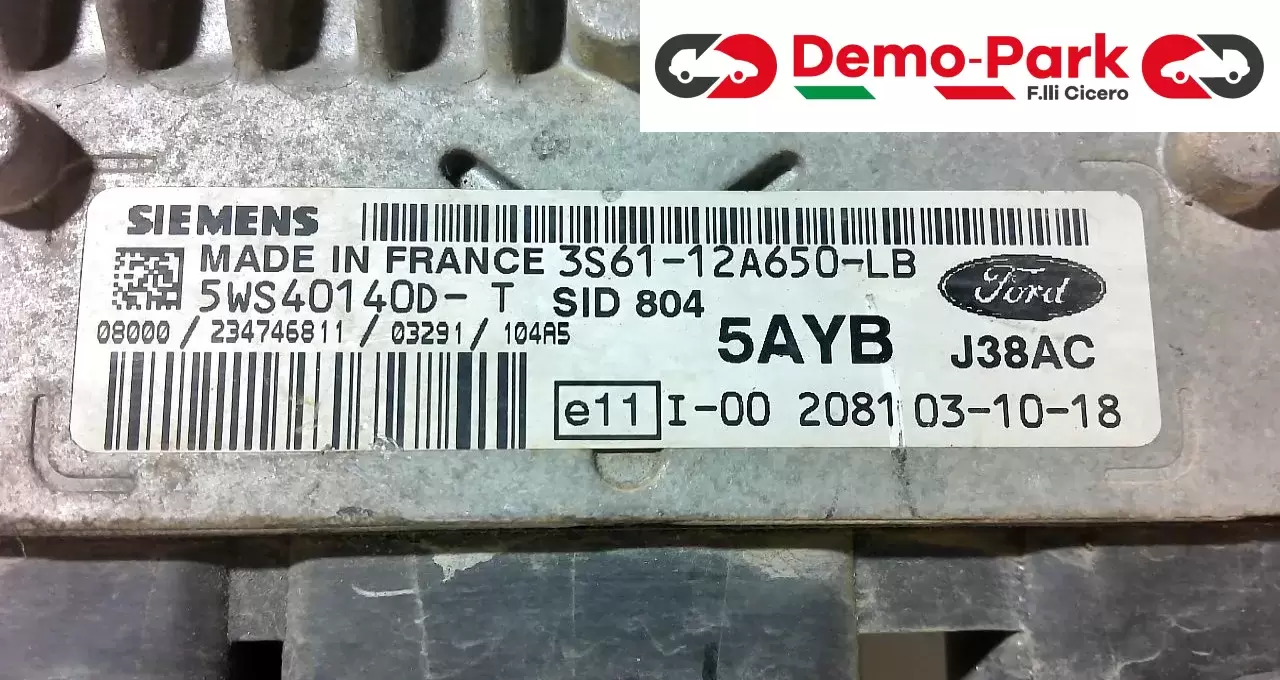 Demo-Park
F.lli Cicero
SIEMENS
MADE IN FRANCE 3S61-12A650-LB
5WS40140D- T SID 804
Ford
08000 / 234746811 / 03291 / 104A5
5AYB J38AC
e11 I-00 2081 03-10-18